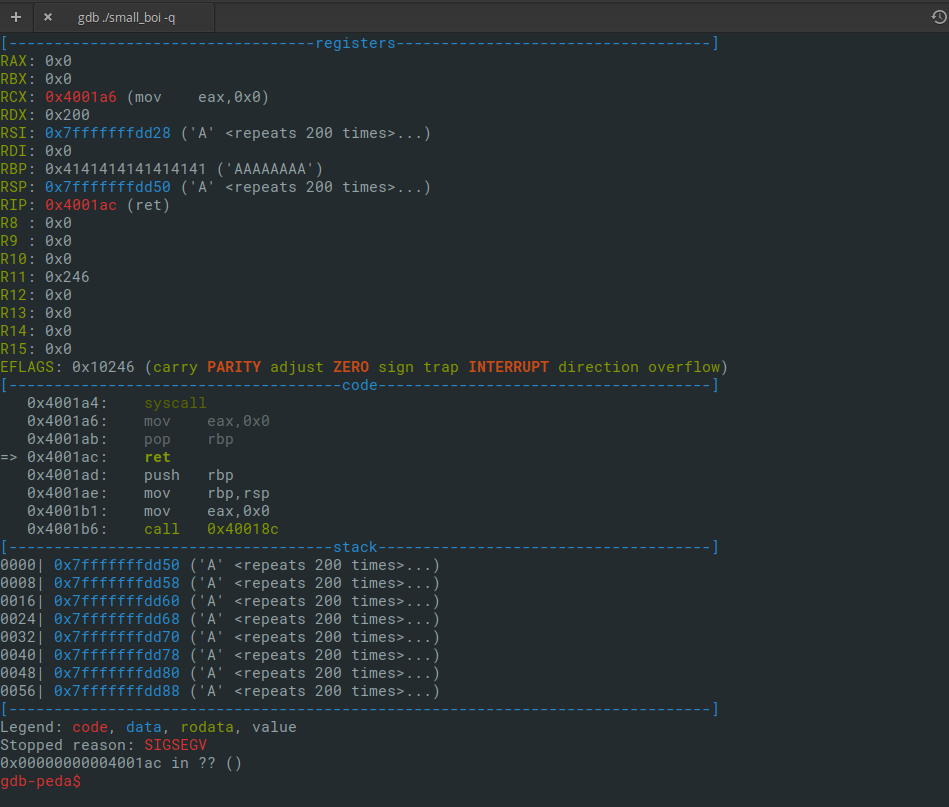 + × gdb ./small_boi -q
[----------------------------------registers-----------------------------------]
RAX: 0x0
RBX: 0x0
RCX: 0x4001a6 (mov    eax,0x0)
RDX: 0x200
RSI: 0x7fffffffdd28 ('A' <repeats 200 times>...)
RDI: 0x0
RBP: 0x4141414141414141 ('AAAAAAAA')
RSP: 0x7fffffffdd50 ('A' <repeats 200 times>...)
RIP: 0x4001ac (ret)
R8 : 0x0
R9 : 0x0
R10: 0x0
R11: 0x246
R12: 0x0
R13: 0x0
R14: 0x0
R15: 0x0
EFLAGS: 0x10246 (carry PARITY adjust ZERO sign trap INTERRUPT direction overflow)
[-------------------------------------code-------------------------------------]
   0x4001a4:    syscall
   0x4001a6:    mov    eax,0x0
   0x4001ab:    pop    rbp
=> 0x4001ac:    ret
   0x4001ad:    push   rbp
   0x4001ae:    mov    rbp,rsp
   0x4001b1:    mov    eax,0x0
   0x4001b6:    call   0x40018c
[------------------------------------stack-------------------------------------]
0000| 0x7fffffffdd50 ('A' <repeats 200 times>...)
0008| 0x7fffffffdd58 ('A' <repeats 200 times>...)
0016| 0x7fffffffdd60 ('A' <repeats 200 times>...)
0024| 0x7fffffffdd68 ('A' <repeats 200 times>...)
0032| 0x7fffffffdd70 ('A' <repeats 200 times>...)
0040| 0x7fffffffdd78 ('A' <repeats 200 times>...)
0048| 0x7fffffffdd80 ('A' <repeats 200 times>...)
0056| 0x7fffffffdd88 ('A' <repeats 200 times>...)
[------------------------------------------------------------------------------]
Legend: code, data, rodata, value
Stopped reason: SIGSEGV
0x00000000004001ac in ?? ()
gdb-peda$